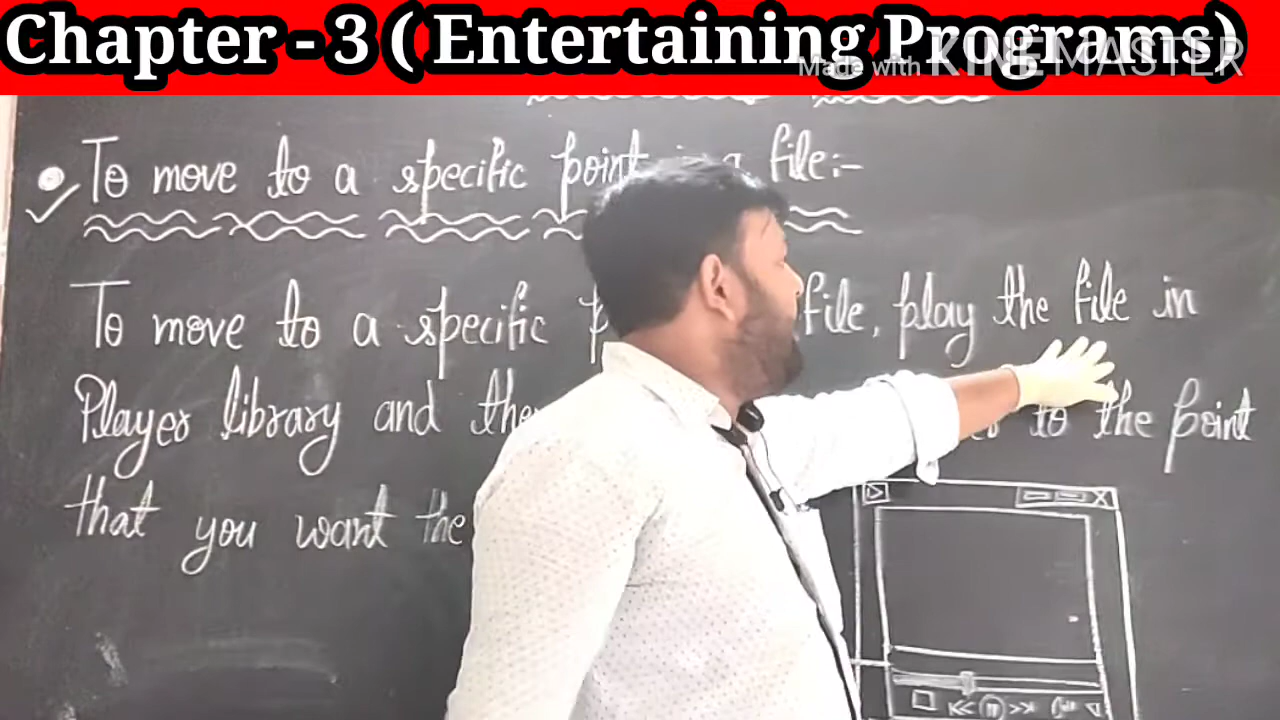 Chapter - 3 ( Entertaining Programs)
Made with KINEMASTER
To move to a specific point in a file:-
To move to a specific file, play the file in
Player library and to the point
that you want the